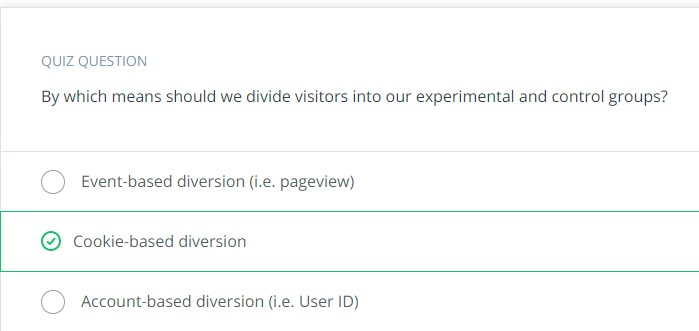 QUIZ QUESTION
By which means should we divide visitors into our experimental and control groups?
Event-based diversion (i.e. pageview)
Cookie-based diversion
Account-based diversion (i.e. User ID)